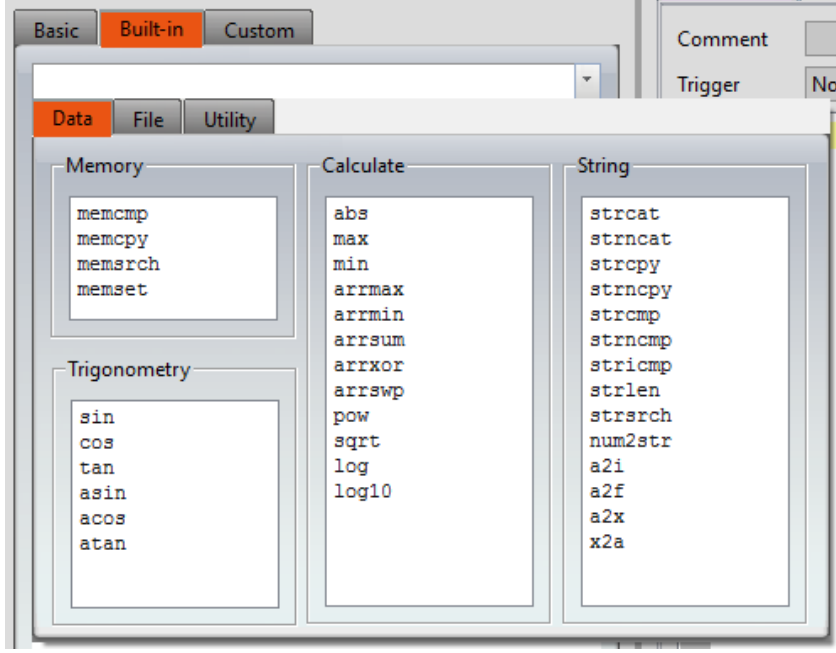 Basic Built-in Custom
Comment
Trigger No
Data File Utility
Memory
memcmp
memcpy
memsrch
memset
Trigonometry
sin
cos
tan
asin
acos
atan
Calculate
abs
max
min
arrmax
arrmin
arrsum
arrxor
arrswp
pow
sqrt
log
log10
String
strcat
strncat
strcpy
strncpy
strcmp
strncmp
stricmp
strlen
strsrch
num2str
a2i
a2f
a2x
x2a